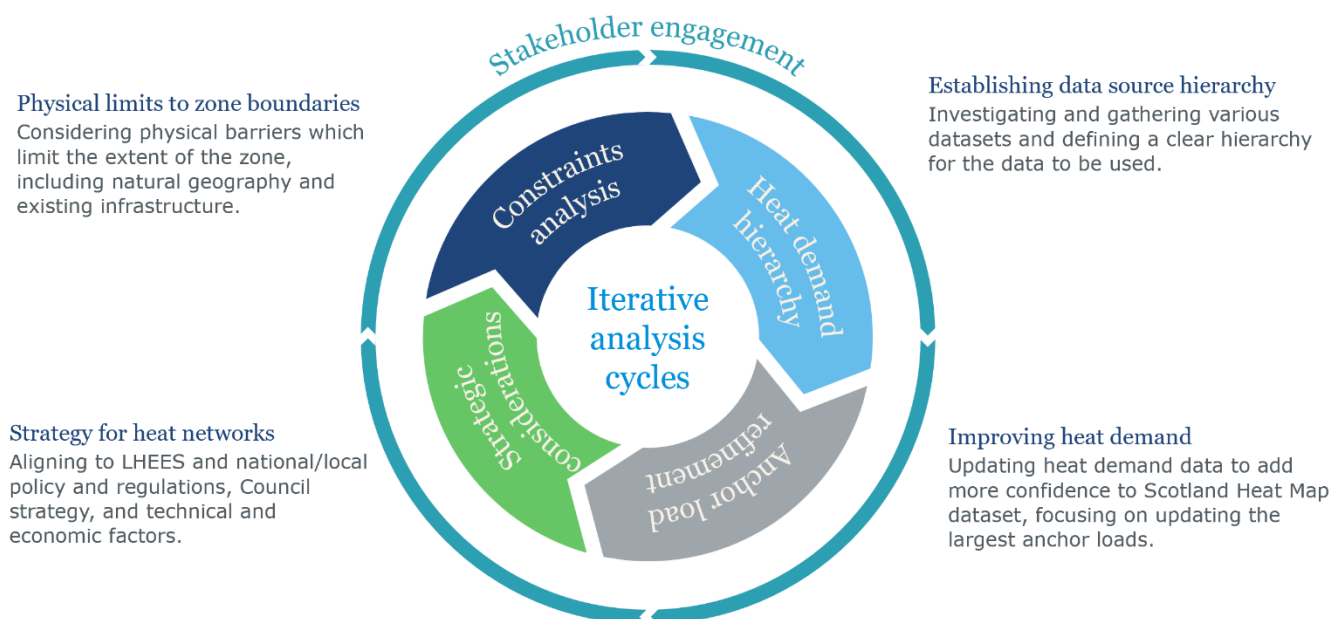 Stakeholder engagement
Physical limits to zone boundaries
Considering physical barriers which
limit the extent of the zone,
including natural geography and
existing infrastructure.
Establishing data source hierarchy
Investigating and gathering various
datasets and defining a clear hierarchy
for the data to be used.
Constraints
analysis
Heat demand
hierarchy
Iterative
analysis
cycles
Strategic
considerations
Anchor load
refinement
Strategy for heat networks
Aligning to LHEES and national/local
policy and regulations, Council
strategy, and technical and
economic factors.
Improving heat demand
Updating heat demand data to add
more confidence to Scotland Heat Map
dataset, focusing on updating the
largest anchor loads.